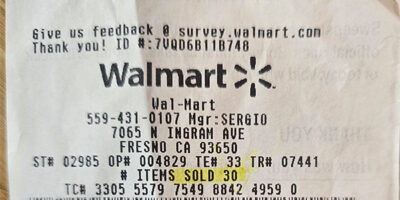 Give us feedback @ survey.walmart.com
Thank you! ID #:7VQD6B11B748
Walmart
Wal-Mart
559-431-0107 Mgr:SERGIO
7065 N INGRAM AVE
FRESNO CA 93650
ST# 02985 OP# 004829 TE# 33 TR# 07441
# ITEMS SOLD 30
TC# 3305 5579 7549 8842 4959 0